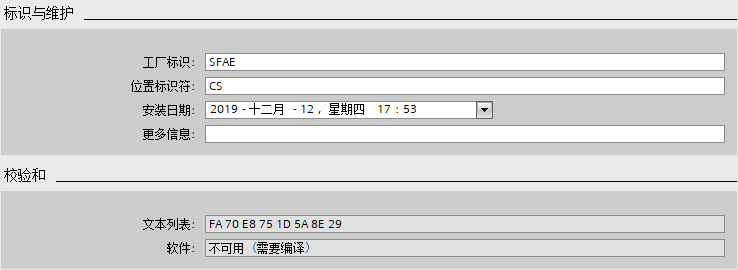 标识与维护
工厂标识: SFAE
位置标识符: CS
安装日期: 2019 - 十二月 - 12 , 星期四 17 : 53
更多信息:
校验和
文本列表: FA 70 E8 75 1D 5A 8E 29
软件: 不可用（需要编译）